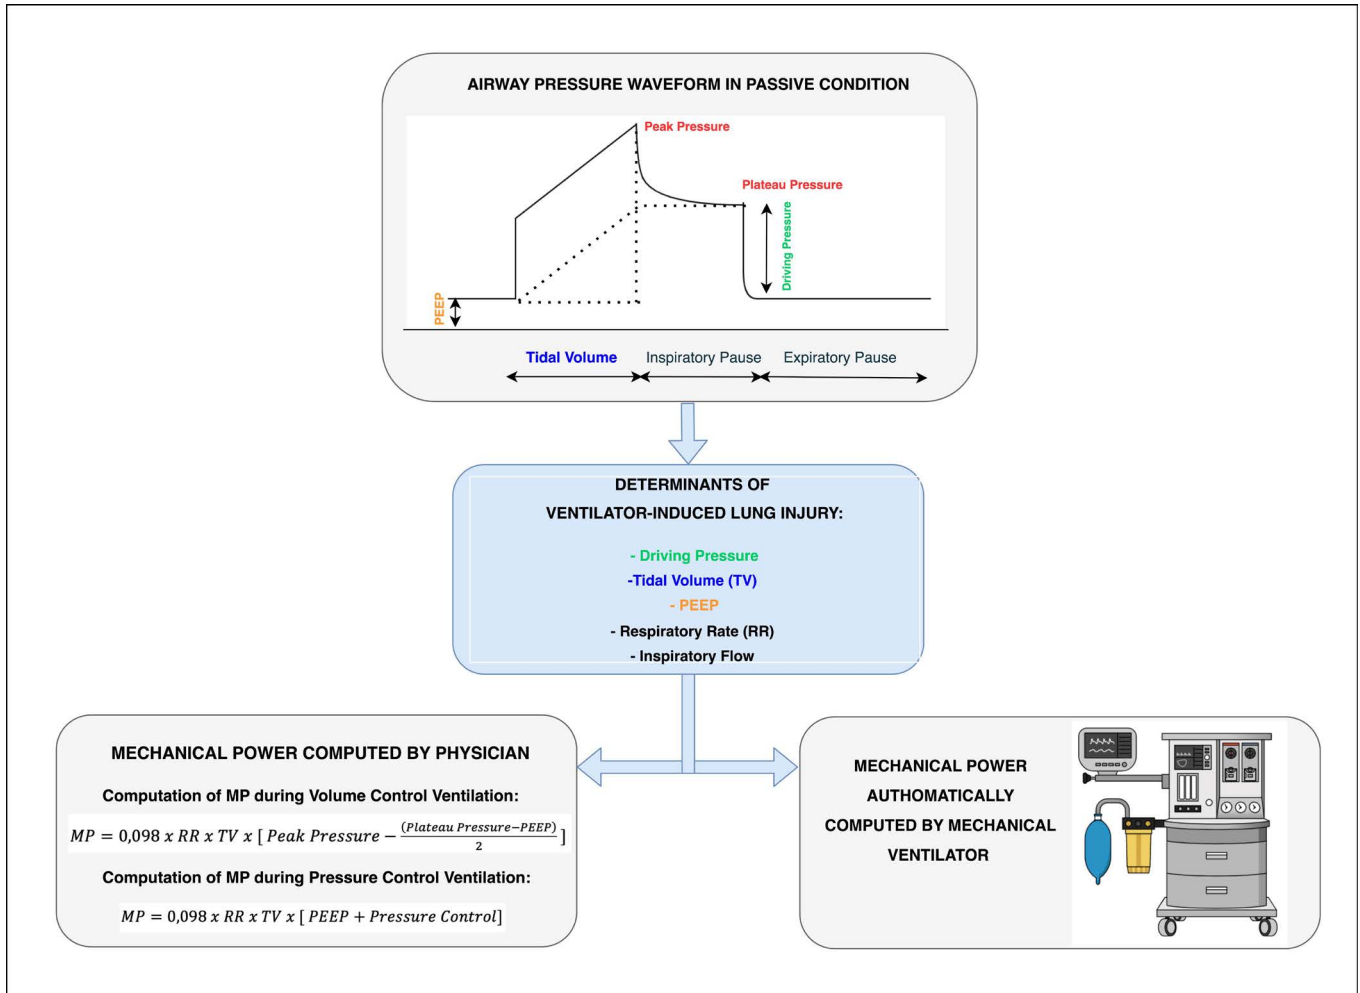 AIRWAY PRESSURE WAVEFORM IN PASSIVE CONDITION
Peak Pressure
Plateau Pressure
Driving Pressure
PEEP
Tidal Volume
Inspiratory Pause
Expiratory Pause
DETERMINANTS OF
VENTILATOR-INDUCED LUNG INJURY:
- Driving Pressure
-Tidal Volume (TV)
- PEEP
- Respiratory Rate (RR)
- Inspiratory Flow
MECHANICAL POWER COMPUTED BY PHYSICIAN
Computation of MP during Volume Control Ventilation:
MP = 0,098 x RR x TV x [ Peak Pressure − (Plateau Pressure−PEEP)/2 ]
Computation of MP during Pressure Control Ventilation:
MP = 0,098 x RR x TV x [ PEEP + Pressure Control]
MECHANICAL POWER
AUTHOMATICALLY
COMPUTED BY MECHANICAL
VENTILATOR